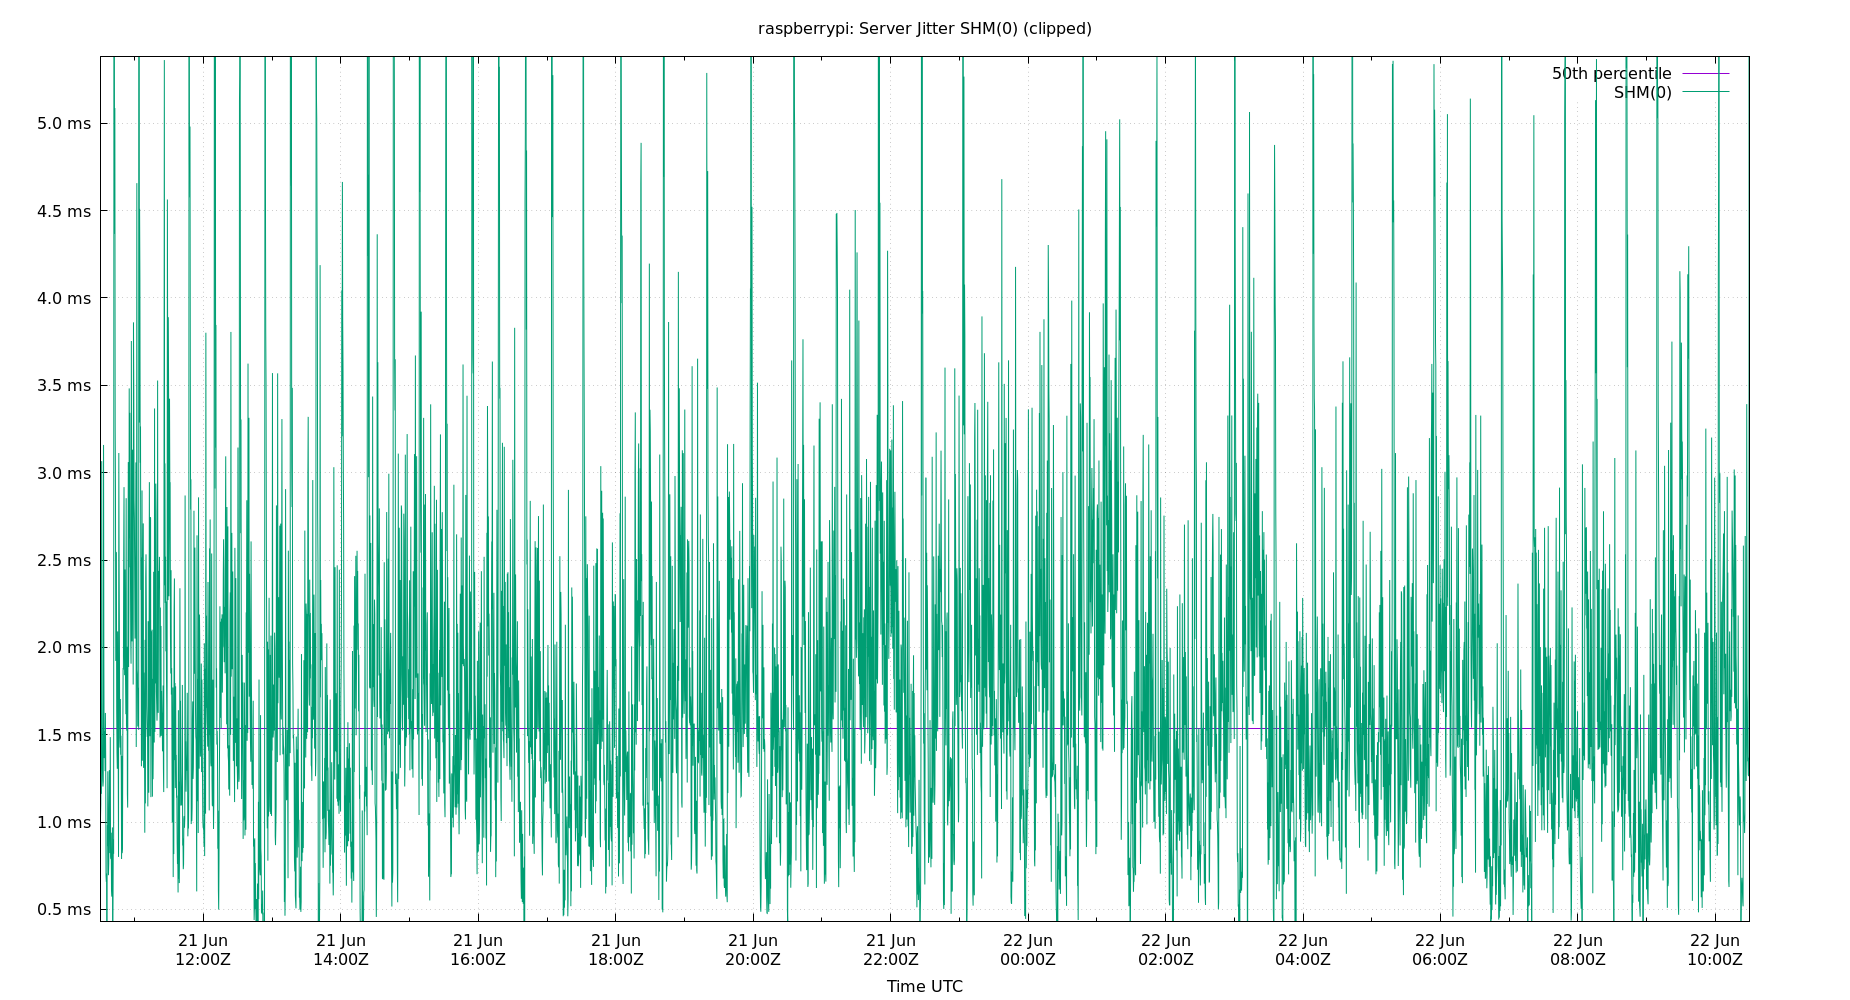 raspberrypi: Server Jitter SHM(0) (clipped)
50th percentile
SHM(0)
5.0 ms
4.5 ms
4.0 ms
3.5 ms
3.0 ms
2.5 ms
2.0 ms
1.5 ms
1.0 ms
0.5 ms
21 Jun 21 Jun 21 Jun 21 Jun 21 Jun 21 Jun 22 Jun 22 Jun 22 Jun 22 Jun 22 Jun 22 Jun
12:00Z 14:00Z 16:00Z 18:00Z 20:00Z 22:00Z 00:00Z 02:00Z 04:00Z 06:00Z 08:00Z 10:00Z
Time UTC